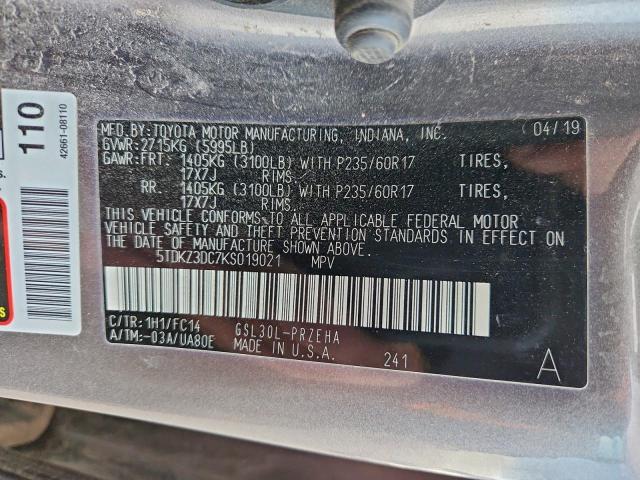 MFD.BY:TOYOTA MOTOR MANUFACTURING, INDIANA, INC. 04/19
GVWR:2715KG (5995LB)
GAWR:FRT. 1405KG (3100LB) WITH P235/60R17 TIRES,
17X7J RIMS,
RR. 1405KG (3100LB) WITH P235/60R17 TIRES,
17X7J RIMS,
THIS VEHICLE CONFORMS TO ALL APPLICABLE FEDERAL MOTOR
VEHICLE SAFETY AND THEFT PREVENTION STANDARDS IN EFFECT
ON THE DATE OF MANUFACTURE SHOWN ABOVE.
5TDKZ3DC7KS019021 MPV
C/TR:1H1/FC14 GSL30L-PRZEHA
A/TM:-03A/UA80E MADE IN U.S.A. 241 A
110
42661-08110
s.